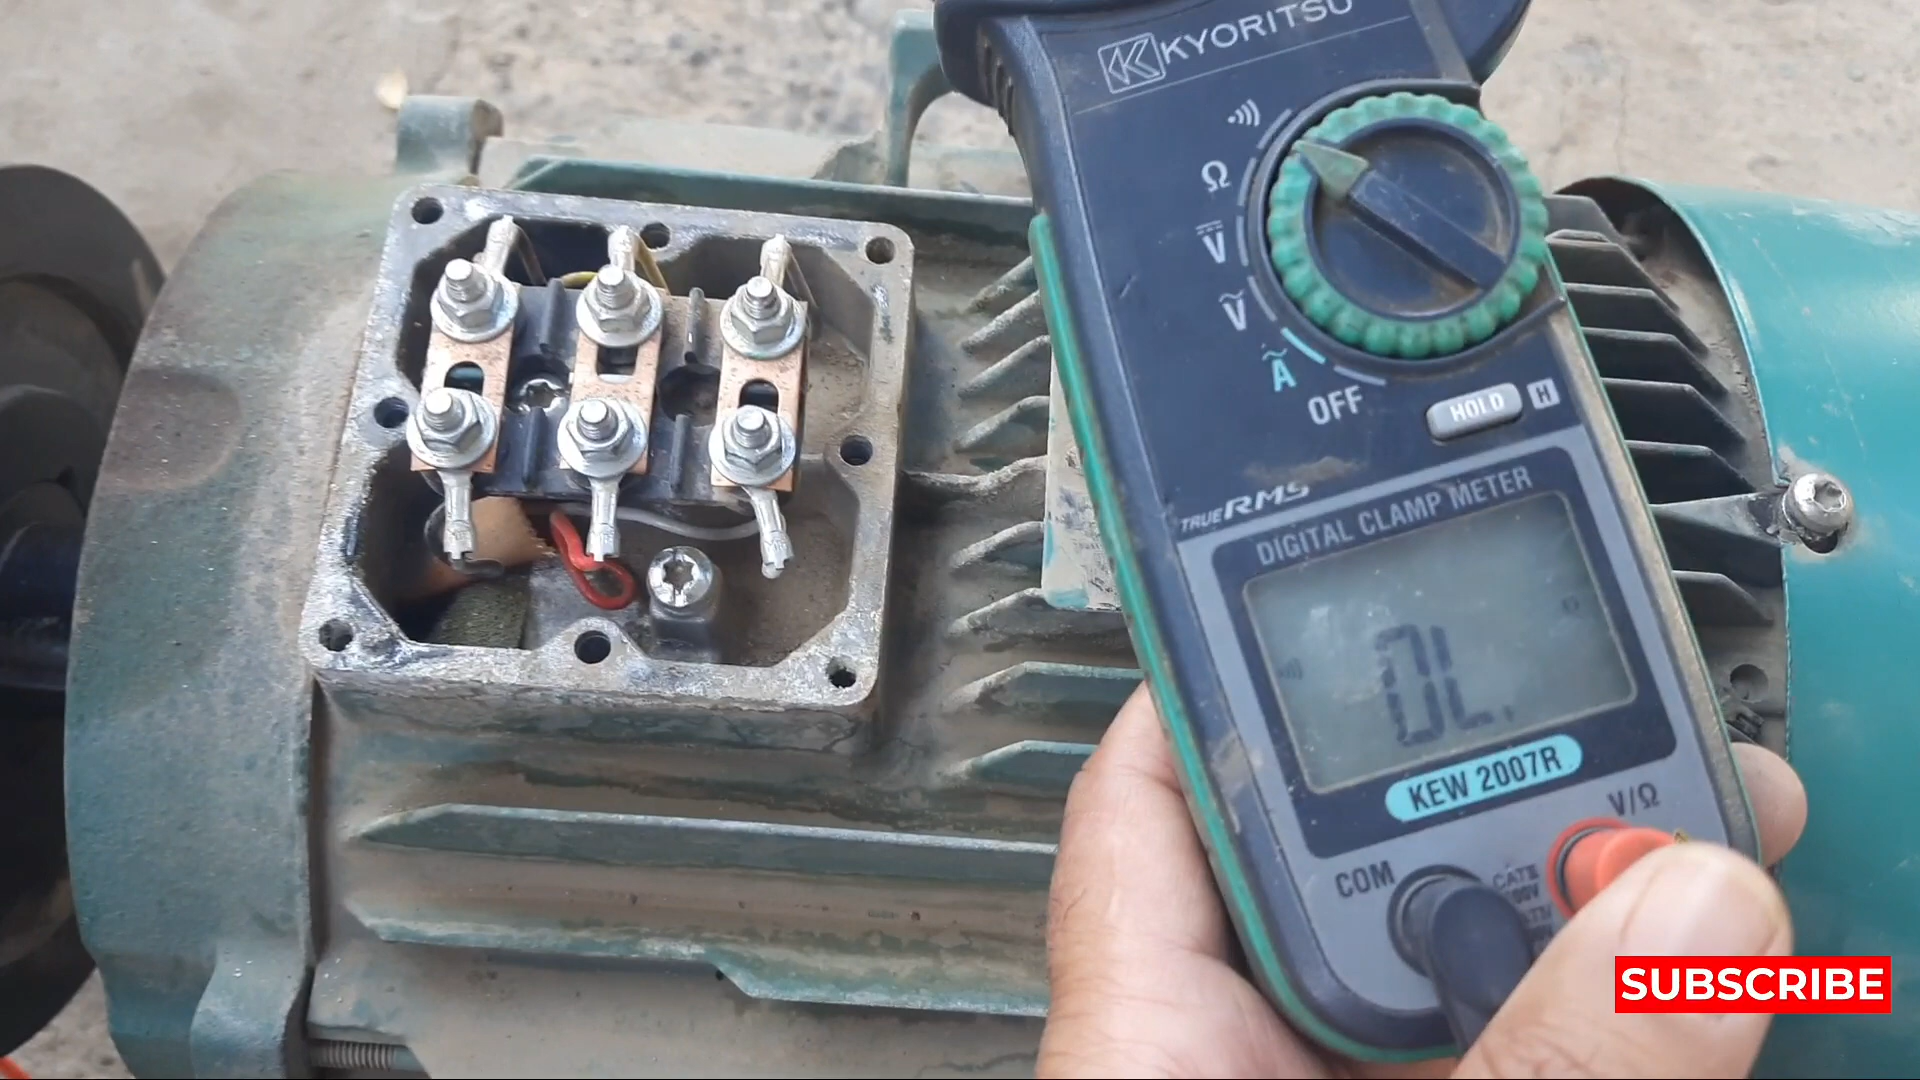 KYORITSU
Ω
V
V
A
OFF
HOLD H
TRUE RMS
DIGITAL CLAMP METER
OL.
KEW 2007R
V/Ω
COM
SUBSCRIBE